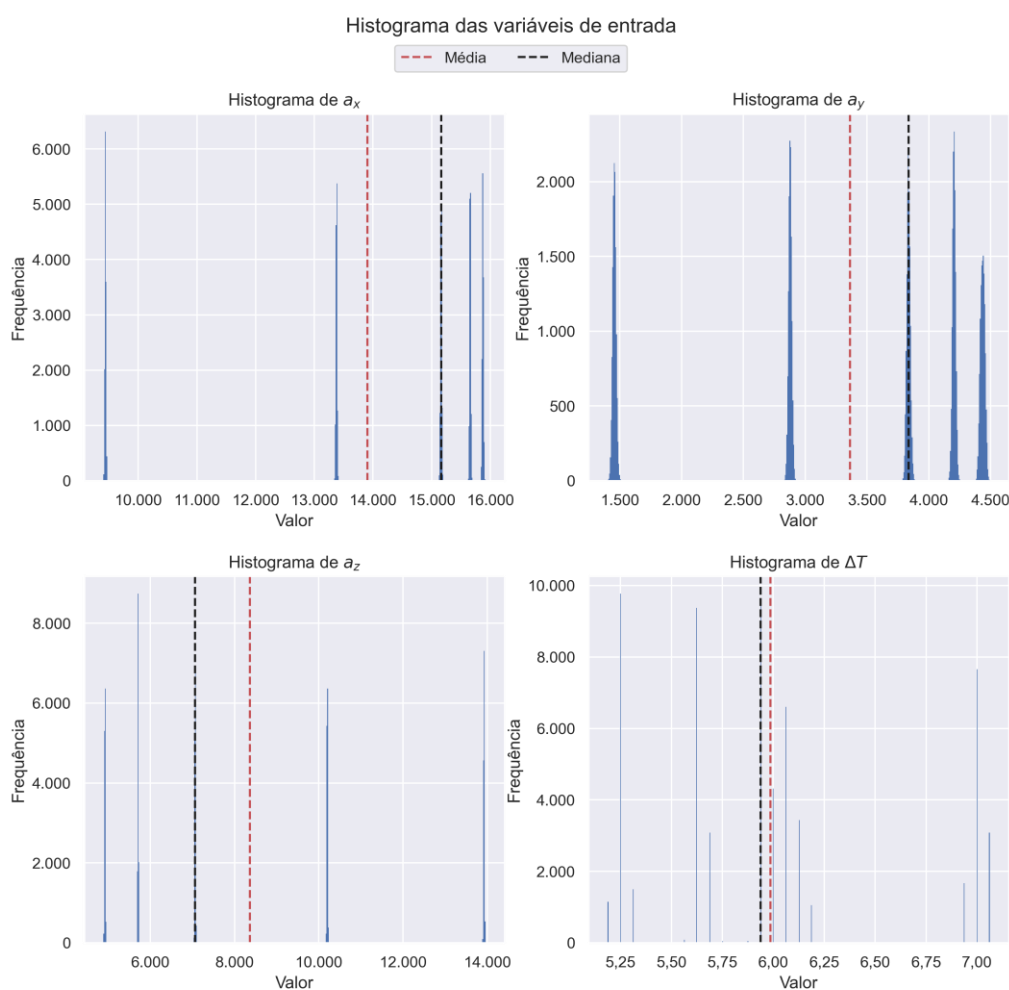 Histograma das variáveis de entrada
Média Mediana
Histograma de aₓ
6.000
5.000
4.000
3.000
2.000
1.000
0
Frequência
10.000 11.000 12.000 13.000 14.000 15.000 16.000
Valor
Histograma de a_y
2.000
1.500
1.000
500
0
Frequência
1.500 2.000 2.500 3.000 3.500 4.000 4.500
Valor
Histograma de a_z
8.000
6.000
4.000
2.000
0
Frequência
6.000 8.000 10.000 12.000 14.000
Valor
Histograma de ΔT
10.000
8.000
6.000
4.000
2.000
0
Frequência
5,25 5,50 5,75 6,00 6,25 6,50 6,75 7,00
Valor